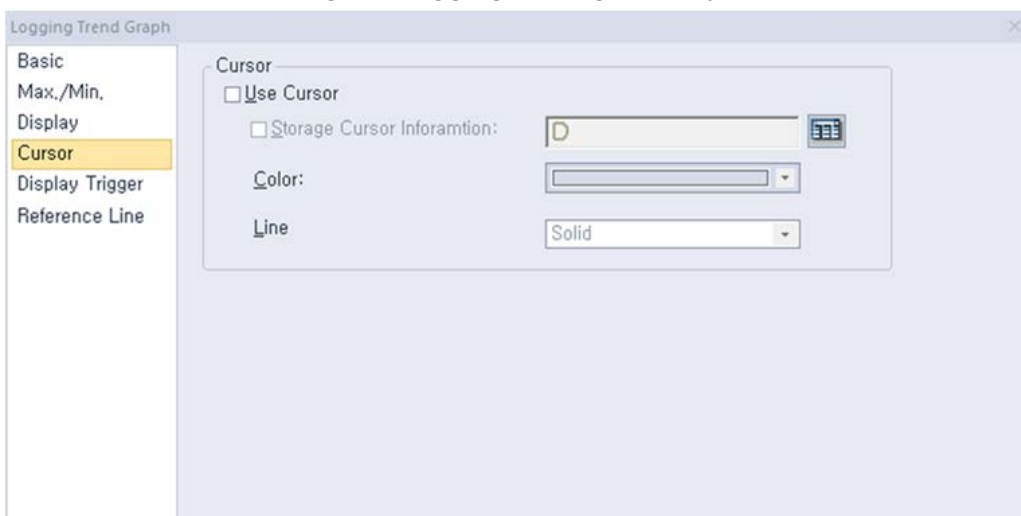 Logging Trend Graph
Basic
Max./Min.
Display
Cursor
Display Trigger
Reference Line
Cursor
Use Cursor
Storage Cursor Inforamtion:
D
Color:
Line
Solid